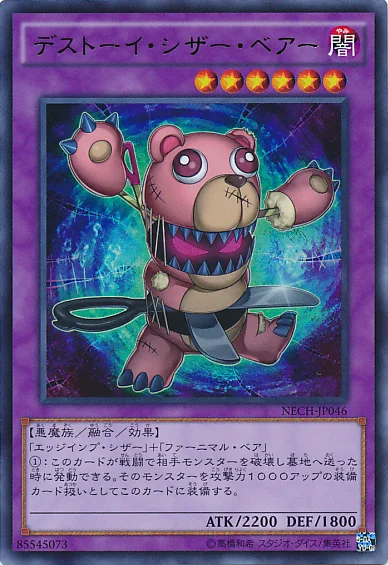 デストーイ・シザー・ベアー
闇
NECH-JP046
【悪魔族/融合/効果】
「エッジインプ・シザー」+「ファーニマル・ベア」
①:このカードが戦闘で相手モンスターを破壊し墓地へ送った
時に発動できる。そのモンスターを攻撃力1000アップの装備
カード扱いとしてこのカードに装備する。
ATK/2200 DEF/1800
85545073
©高橋和希 スタジオ・ダイス/集英社